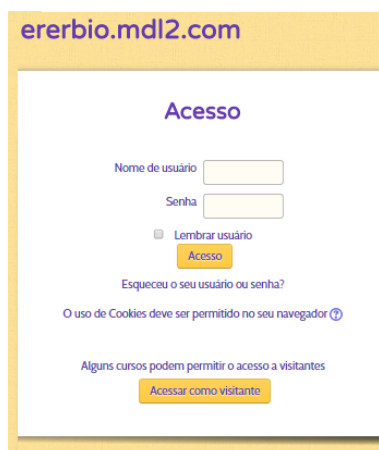 ererbio.mdl2.com
Acesso
Nome de usuário
Senha
Lembrar usuário
Acesso
Esqueceu o seu usuário ou senha?
O uso de Cookies deve ser permitido no seu navegador ?
Alguns cursos podem permitir o acesso a visitantes
Acessar como visitante